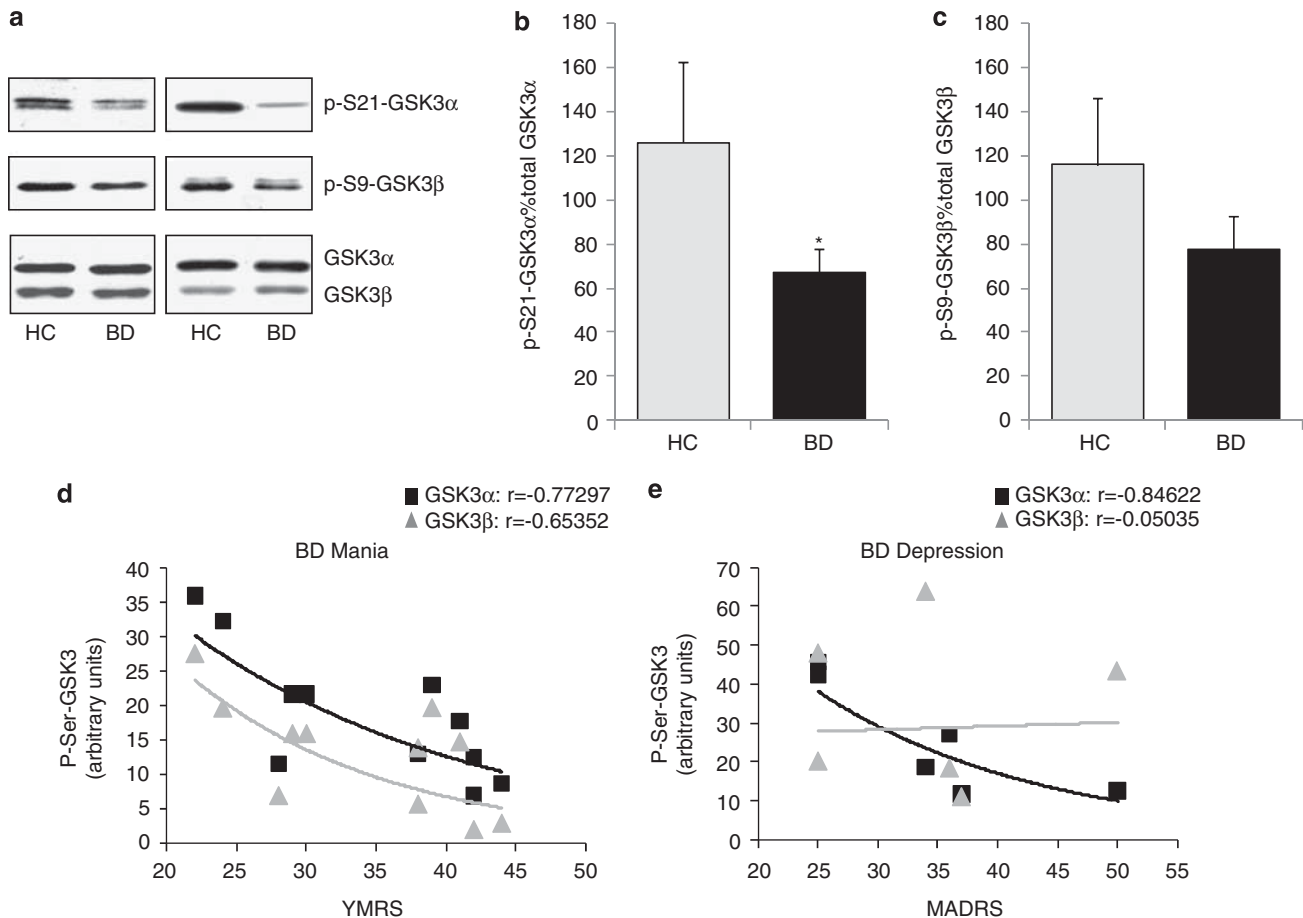 a
p-S21-GSK3α
p-S9-GSK3β
GSK3α
GSK3β
HC BD HC BD
b
p-S21-GSK3α%total GSK3α
180
160
140
120
100
80
60
40
20
0
*
HC BD
c
p-S9-GSK3β%total GSK3β
180
160
140
120
100
80
60
40
20
0
HC BD
d
GSK3α: r=-0.77297
GSK3β: r=-0.65352
BD Mania
P-Ser-GSK3
(arbitrary units)
40
35
30
25
20
15
10
5
0
20 25 30 35 40 45 50
YMRS
e
GSK3α: r=-0.84622
GSK3β: r=-0.05035
BD Depression
P-Ser-GSK3
(arbitrary units)
70
60
50
40
30
20
10
0
20 25 30 35 40 45 50 55
MADRS